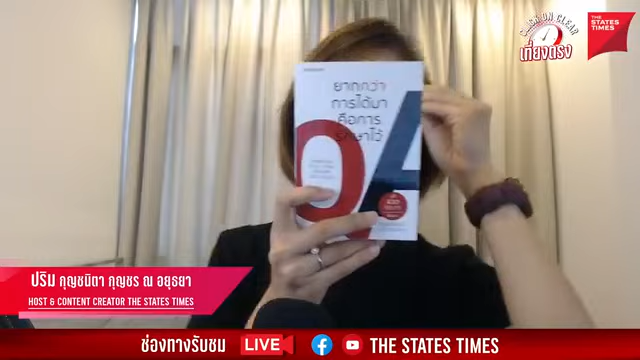 CLICK ON CLEAR
เที่ยงตรง
THE STATES TIMES
ยากกว่า
การได้มา
คือการ
รักษาไว้
ปริม กุญชนิตา กุญชร ณ อยุธยา
HOST & CONTENT CREATOR THE STATES TIMES
ช่องทางรับชม LIVE THE STATES TIMES